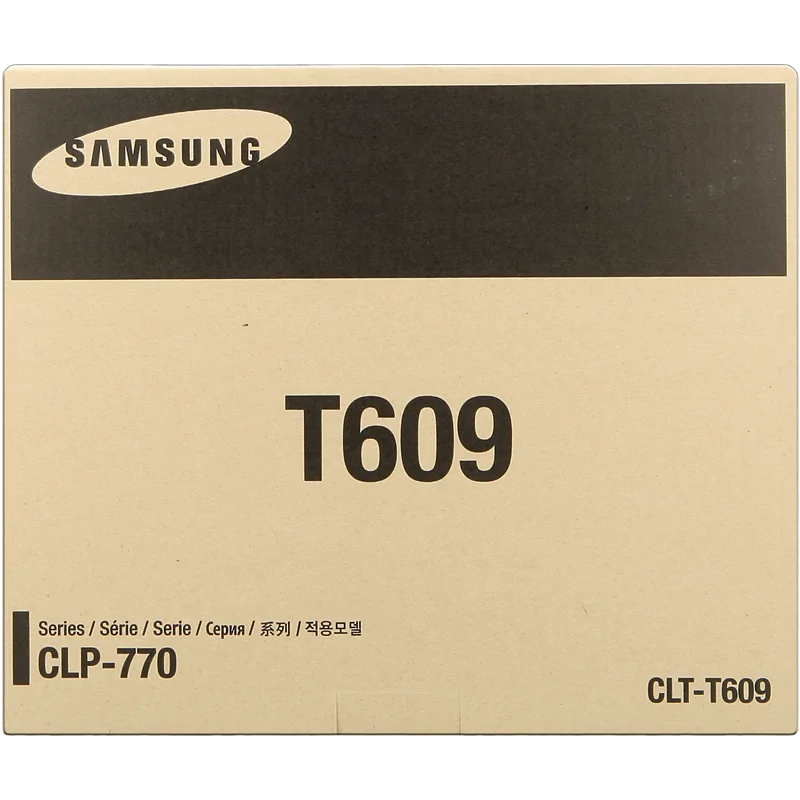 SAMSUNG
T609
Series / Série / Serie / Серия / 系列 / 적용모델
CLP-770
CLT-T609